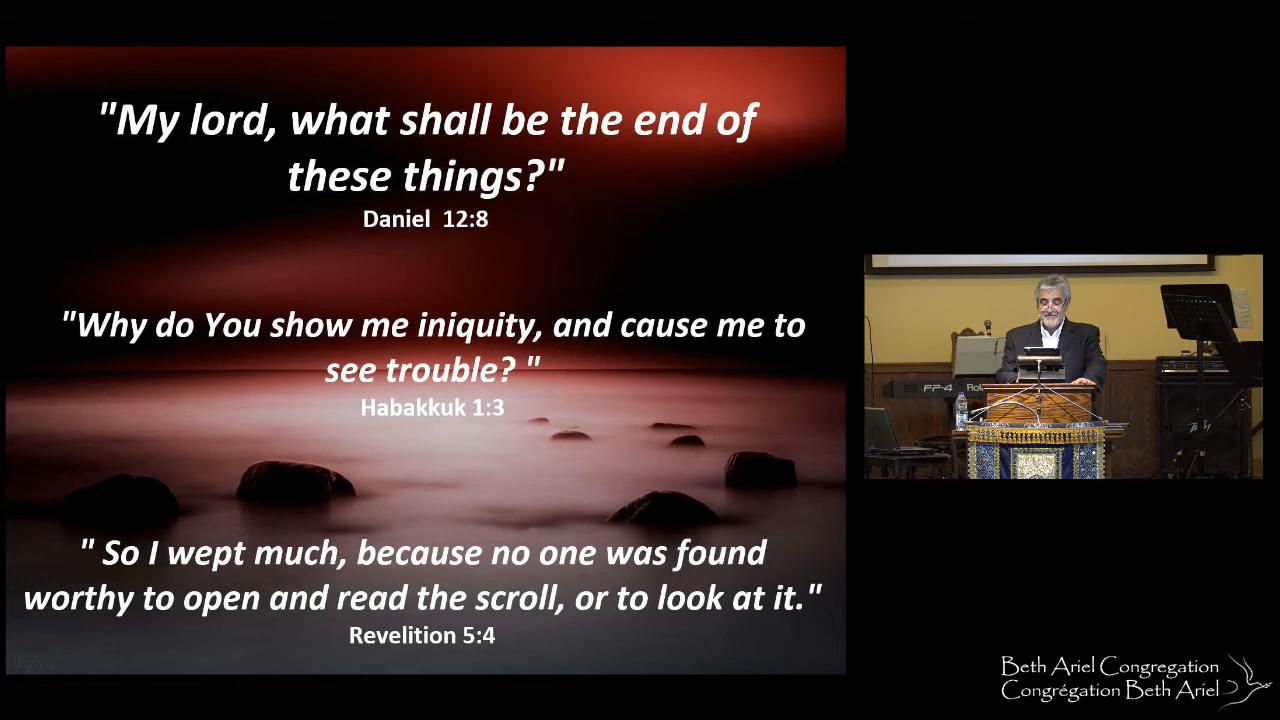 "My lord, what shall be the end of
these things?"
Daniel 12:8
"Why do You show me iniquity, and cause me to
see trouble? "
Habakkuk 1:3
" So I wept much, because no one was found
worthy to open and read the scroll, or to look at it."
Revelition 5:4
FP-4 Rol
Beth Ariel Congregation
Congrégation Beth Ariel